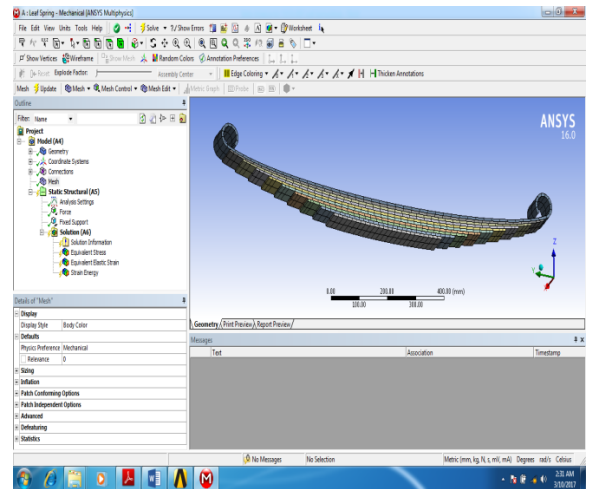 A : Leaf Spring - Mechanical [ANSYS Multiphysics]
File Edit View Units Tools Help Solve ?/Show Errors Worksheet
Show Vertices Wireframe Show Mesh Random Colors Annotation Preferences
Reset Explode Factor: Assembly Center Edge Coloring Thicken Annotations
Mesh Update Mesh Mesh Control Mesh Edit Metric Graph Probe
Outline
Filter: Name
Project
Model (A4)
Geometry
Coordinate Systems
Connections
Mesh
Static Structural (A5)
Analysis Settings
Force
Fixed Support
Solution (A6)
Solution Information
Equivalent Stress
Equivalent Elastic Strain
Strain Energy
ANSYS
16.0
Z
Y
0.00 200.00 400.00 (mm)
100.00 300.00
Details of "Mesh"
Display
Display Style Body Color
Defaults
Physics Preference Mechanical
Relevance 0
Sizing
Inflation
Patch Conforming Options
Patch Independent Options
Advanced
Defeaturing
Statistics
Geometry Print Preview Report Preview
Messages
Text Association Timestamp
No Messages No Selection Metric (mm, kg, N, s, mV, mA) Degrees rad/s Celsius
2:31 AM
3/10/2017